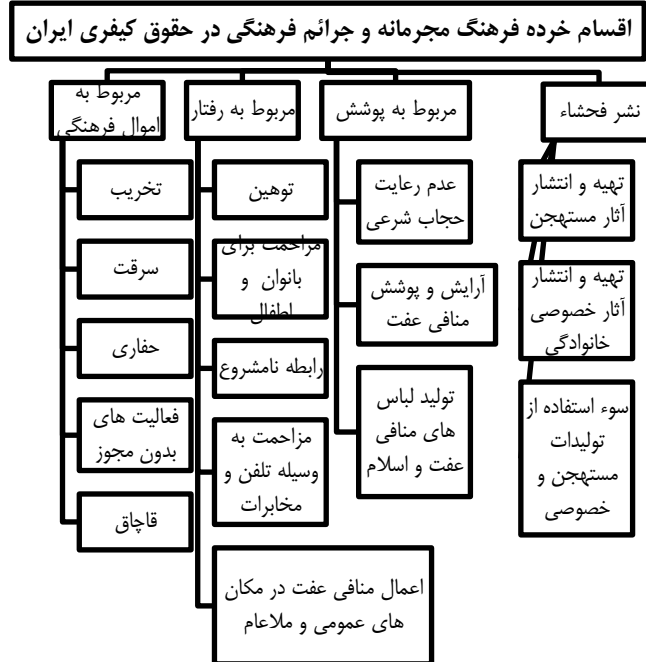 اقسام خرده فرهنگ مجرمانه و جرائم فرهنگی در حقوق کیفری ایران
نشر فحشاء
تهیه و انتشار
آثار مستهجن
تهیه و انتشار
آثار خصوصی
خانوادگی
سوء استفاده از
تولیدات
مستهجن و
خصوصی
مربوط به پوشش
عدم رعایت
حجاب شرعی
آرایش و پوشش
منافی عفت
تولید لباس
های منافی
عفت و اسلام
مربوط به رفتار
توهین
مزاحمت برای
بانوان و
اطفال
رابطه نامشروع
مزاحمت به
وسیله تلفن و
مخابرات
اعمال منافی عفت در مکان
های عمومی و ملاعام
مربوط به
اموال فرهنگی
تخریب
سرقت
حفاری
فعالیت های
بدون مجوز
قاچاق